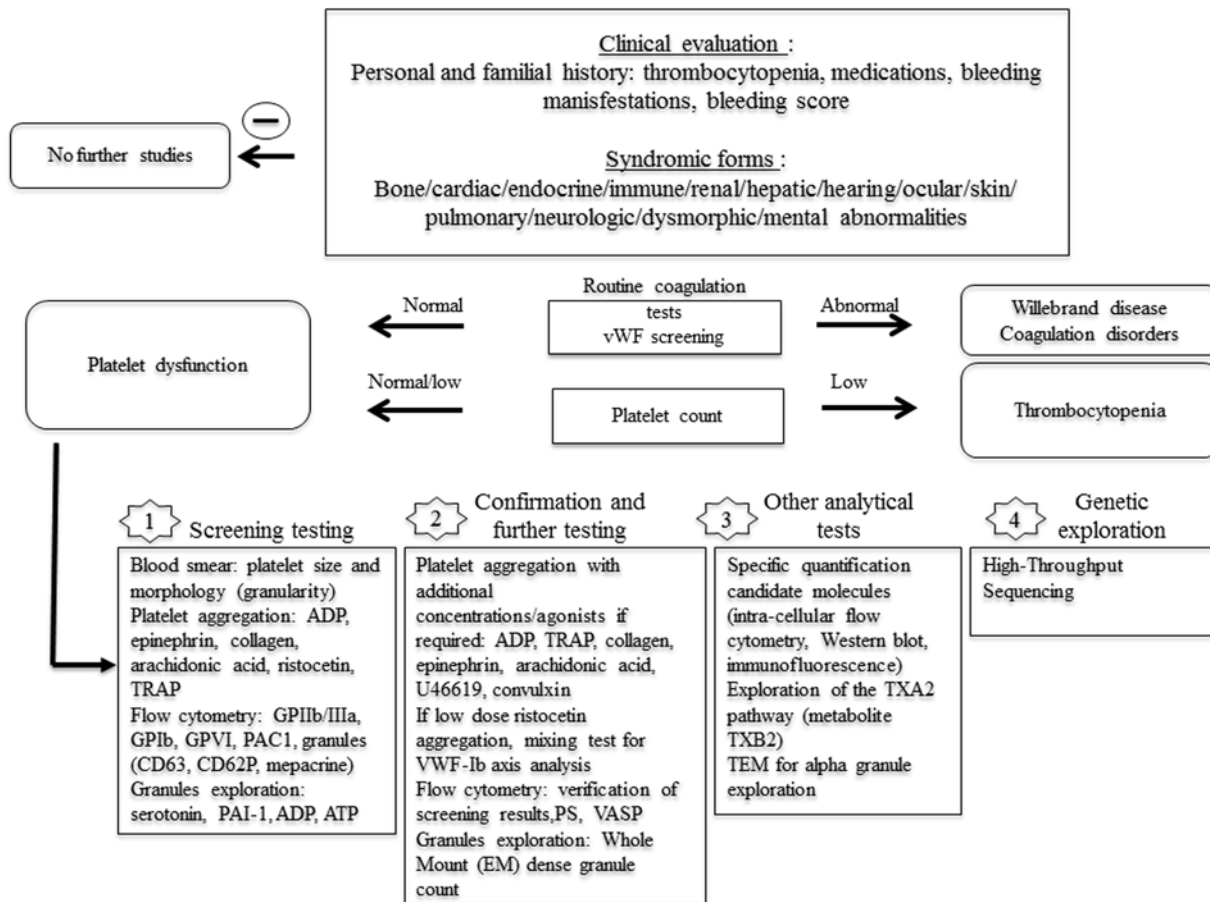 Clinical evaluation :
Personal and familial history: thrombocytopenia, medications, bleeding
manisfestations, bleeding score
Syndromic forms :
Bone/cardiac/endocrine/immune/renal/hepatic/hearing/ocular/skin/
pulmonary/neurologic/dysmorphic/mental abnormalities
No further studies
Routine coagulation
tests
vWF screening
Normal
Abnormal
Willebrand disease
Coagulation disorders
Platelet dysfunction
Normal/low
Platelet count
Low
Thrombocytopenia
1
Screening testing
Blood smear: platelet size and
morphology (granularity)
Platelet aggregation: ADP,
epinephrin, collagen,
arachidonic acid, ristocetin,
TRAP
Flow cytometry: GPIIb/IIIa,
GPIb, GPVI, PAC1, granules
(CD63, CD62P, mepacrine)
Granules exploration:
serotonin, PAI-1, ADP, ATP
2
Confirmation and
further testing
Platelet aggregation with
additional
concentrations/agonists if
required: ADP, TRAP, collagen,
epinephrin, arachidonic acid,
U46619, convulxin
If low dose ristocetin
aggregation, mixing test for
VWF-Ib axis analysis
Flow cytometry: verification of
screening results,PS, VASP
Granules exploration: Whole
Mount (EM) dense granule
count
3
Other analytical
tests
Specific quantification
candidate molecules
(intra-cellular flow
cytometry, Western blot,
immunofluorescence)
Exploration of the TXA2
pathway (metabolite
TXB2)
TEM for alpha granule
exploration
4
Genetic
exploration
High-Throughput
Sequencing